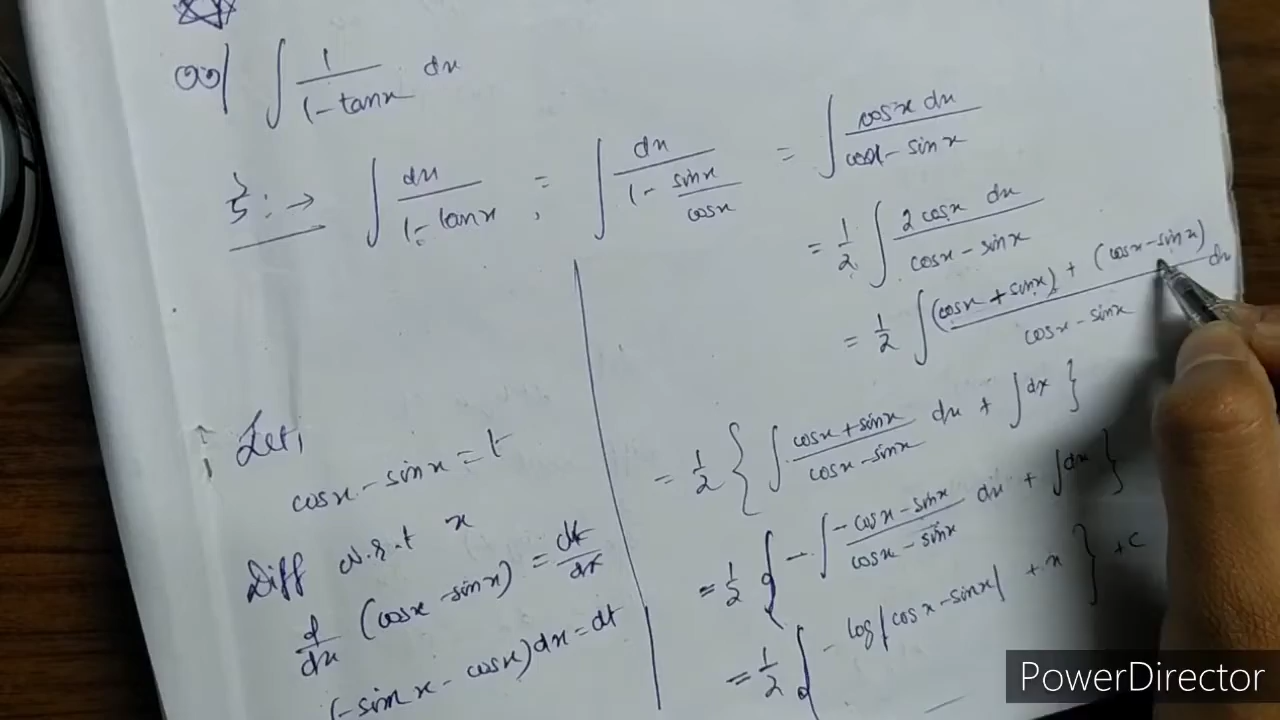 ∫ 1/(1 - tanx) dx
∫ dx/(1 - tanx) = ∫ dx/(1 - sinx/cosx) = ∫ cosx dx/(cosx - sinx)
= 1/2 ∫ 2 cosx dx/(cosx - sinx)
= 1/2 ∫ ((cosx + sinx) + (cosx - sinx))/(cosx - sinx) dx
= 1/2 { ∫ (cosx + sinx)/(cosx - sinx) dx + ∫ dx }
= 1/2 { - ∫ (-cosx - sinx)/(cosx - sinx) dx + ∫ dx }
= 1/2 { - log|cosx - sinx| + x } + c
Let,
cosx - sinx = t
Diff w.r.t x
d/dx (cosx - sinx) = dt/dx
(-sinx - cosx)dx = dt
PowerDirector